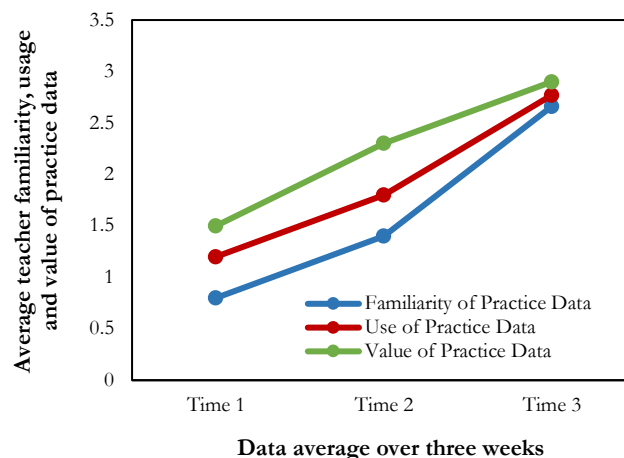 Average teacher familiarity, usage
and value of practice data
3.5
3
2.5
2
1.5
1
0.5
0
Familiarity of Practice Data
Use of Practice Data
Value of Practice Data
Time 1
Time 2
Time 3
Data average over three weeks